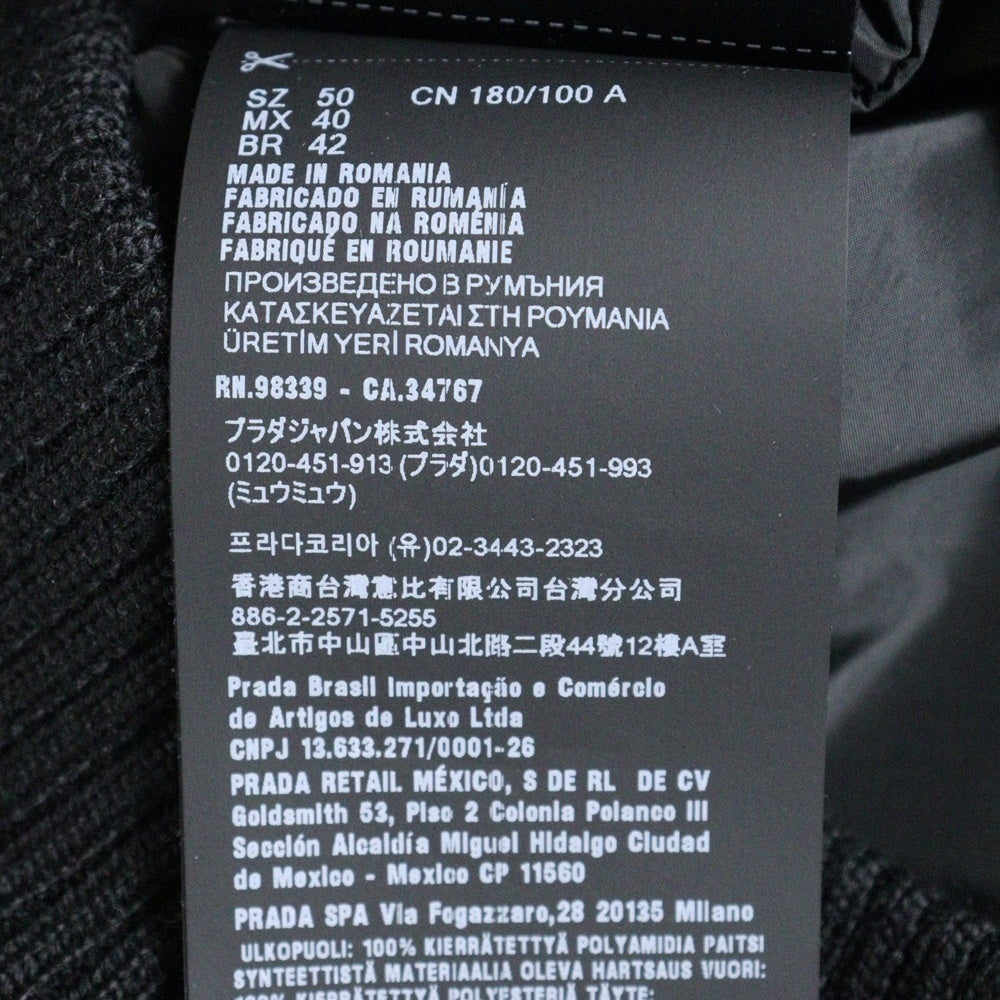 SZ 50 CN 180/100 A
MX 40
BR 42
MADE IN ROMANIA
FABRICADO EN RUMANÍA
FABRICADO NA ROMÉNIA
FABRIQUÉ EN ROUMANIE
ПРОИЗВЕДЕНО В РУМЪНИЯ
ΚΑΤΑΣΚΕΥΑΖΕΤΑΙ ΣΤΗ ΡΟΥΜΑΝΙΑ
ÜRETİM YERİ ROMANYA
RN.98339 - CA.34767
プラダジャパン株式会社
0120-451-913 (プラダ)0120-451-993
(ミュウミュウ)
프라다코리아 (유)02-3443-2323
香港商台灣意比有限公司台灣分公司
886-2-2571-5255
臺北市中山區中山北路二段44號12樓A室
Prada Brasil Importação e Comércio
de Artigos de Luxo Ltda
CNPJ 13.633.271/0001-26
PRADA RETAIL MÉXICO, S DE RL DE CV
Goldsmith 53, Piso 2 Colonia Polanco III
Sección Alcaldía Miguel Hidalgo Ciudad
de Mexico - Mexico CP 11560
PRADA SPA Via Fogazzaro,28 20135 Milano
ULKOPUOLI: 100% KIERRÄTETTYÄ POLYAMIDIA PAITSI
SYNTEETTISTÄ MATERIAALIA OLEVA HARTSAUS VUORI:
100% KIERRÄTETTYÄ POLYESTERIÄ TÄYTE: